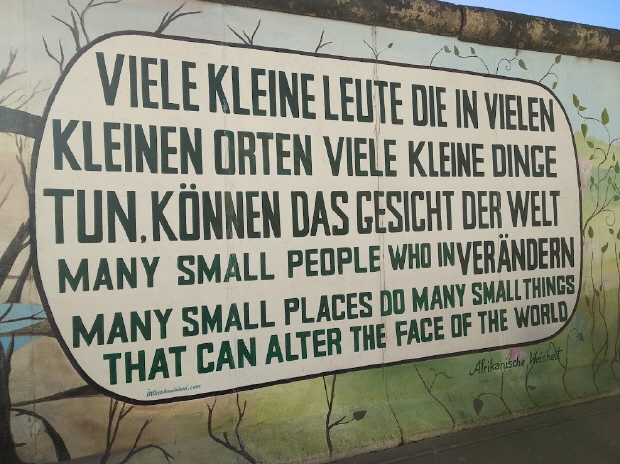 VIELE KLEINE LEUTE DIE IN VIELEN
KLEINEN ORTEN VIELE KLEINE DINGE
TUN, KÖNNEN DAS GESICHT DER WELT
VERÄNDERN
MANY SMALL PEOPLE WHO IN
MANY SMALL PLACES DO MANY SMALL THINGS
THAT CAN ALTER THE FACE OF THE WORLD
Afrikanische Weisheit